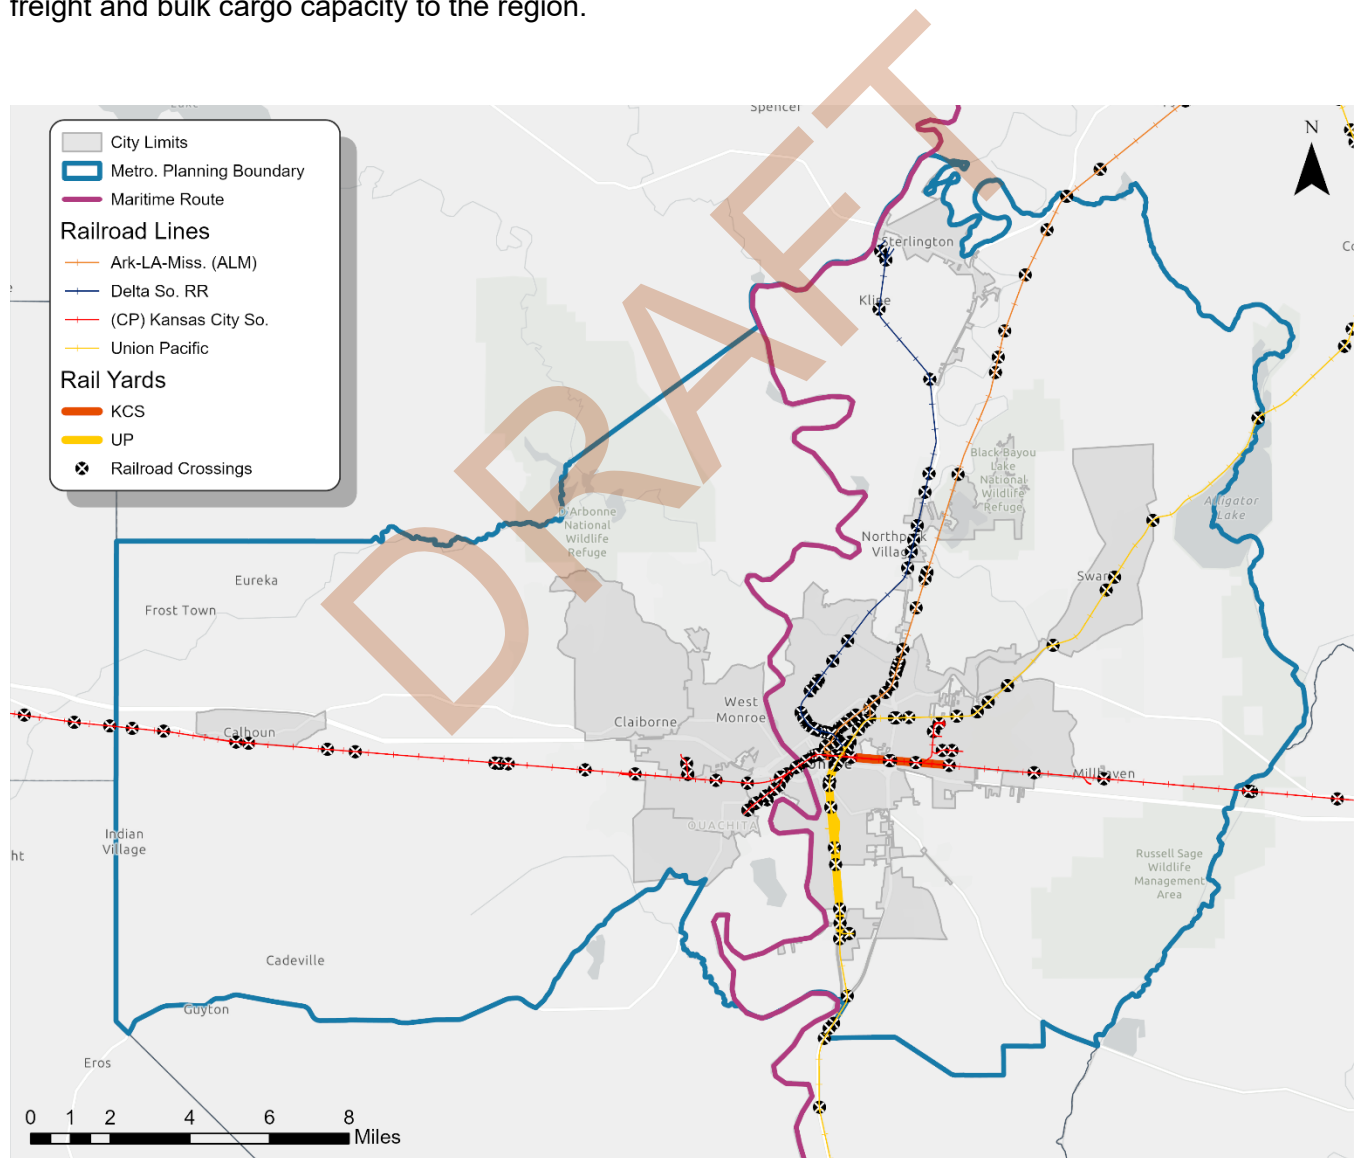 freight and bulk cargo capacity to the region.
Spencer
City Limits
Metro. Planning Boundary
Maritime Route
Railroad Lines
Ark-LA-Miss. (ALM)
Delta So. RR
(CP) Kansas City So.
Union Pacific
Rail Yards
KCS
UP
Railroad Crossings
N
DRAFT
Sterlington
Kline
Black Bayou
Lake
National
Wildlife
Refuge
Alligator
Lake
D'Arbonne
National
Wildlife
Refuge
Northpark
Village
Eureka
Frost Town
Swartz
West
Monroe
Claiborne
Calhoun
Monroe
Millhaven
OUACHITA
Indian
Village
ht
Russell Sage
Wildlife
Management
Area
Cadeville
Guyton
Eros
0 1 2 4 6 8
Miles